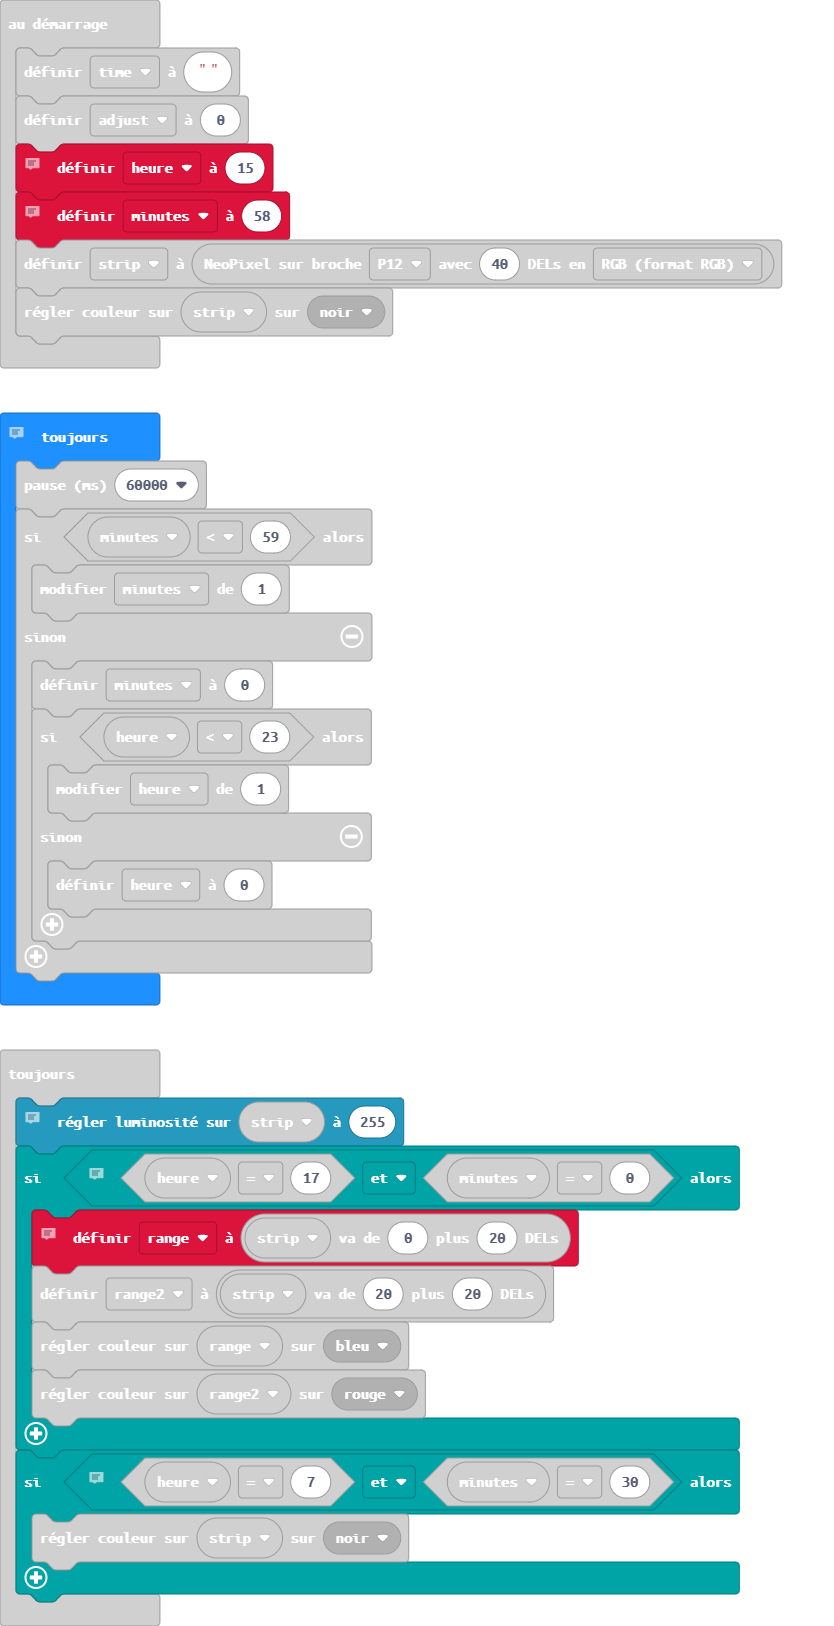 au démarrage
définir time à " "
définir adjust à 0
définir heure à 15
définir minutes à 58
définir strip à NeoPixel sur broche P12 avec 40 DELs en RGB (format RGB)
régler couleur sur strip sur noir
toujours
pause (ms) 60000
si minutes < 59 alors
modifier minutes de 1
sinon
définir minutes à 0
si heure < 23 alors
modifier heure de 1
sinon
définir heure à 0
toujours
régler luminosité sur strip à 255
si heure = 17 et minutes = 0 alors
définir range à strip va de 0 plus 20 DELs
définir range2 à strip va de 20 plus 20 DELs
régler couleur sur range sur bleu
régler couleur sur range2 sur rouge
si heure = 7 et minutes = 30 alors
régler couleur sur strip sur noir